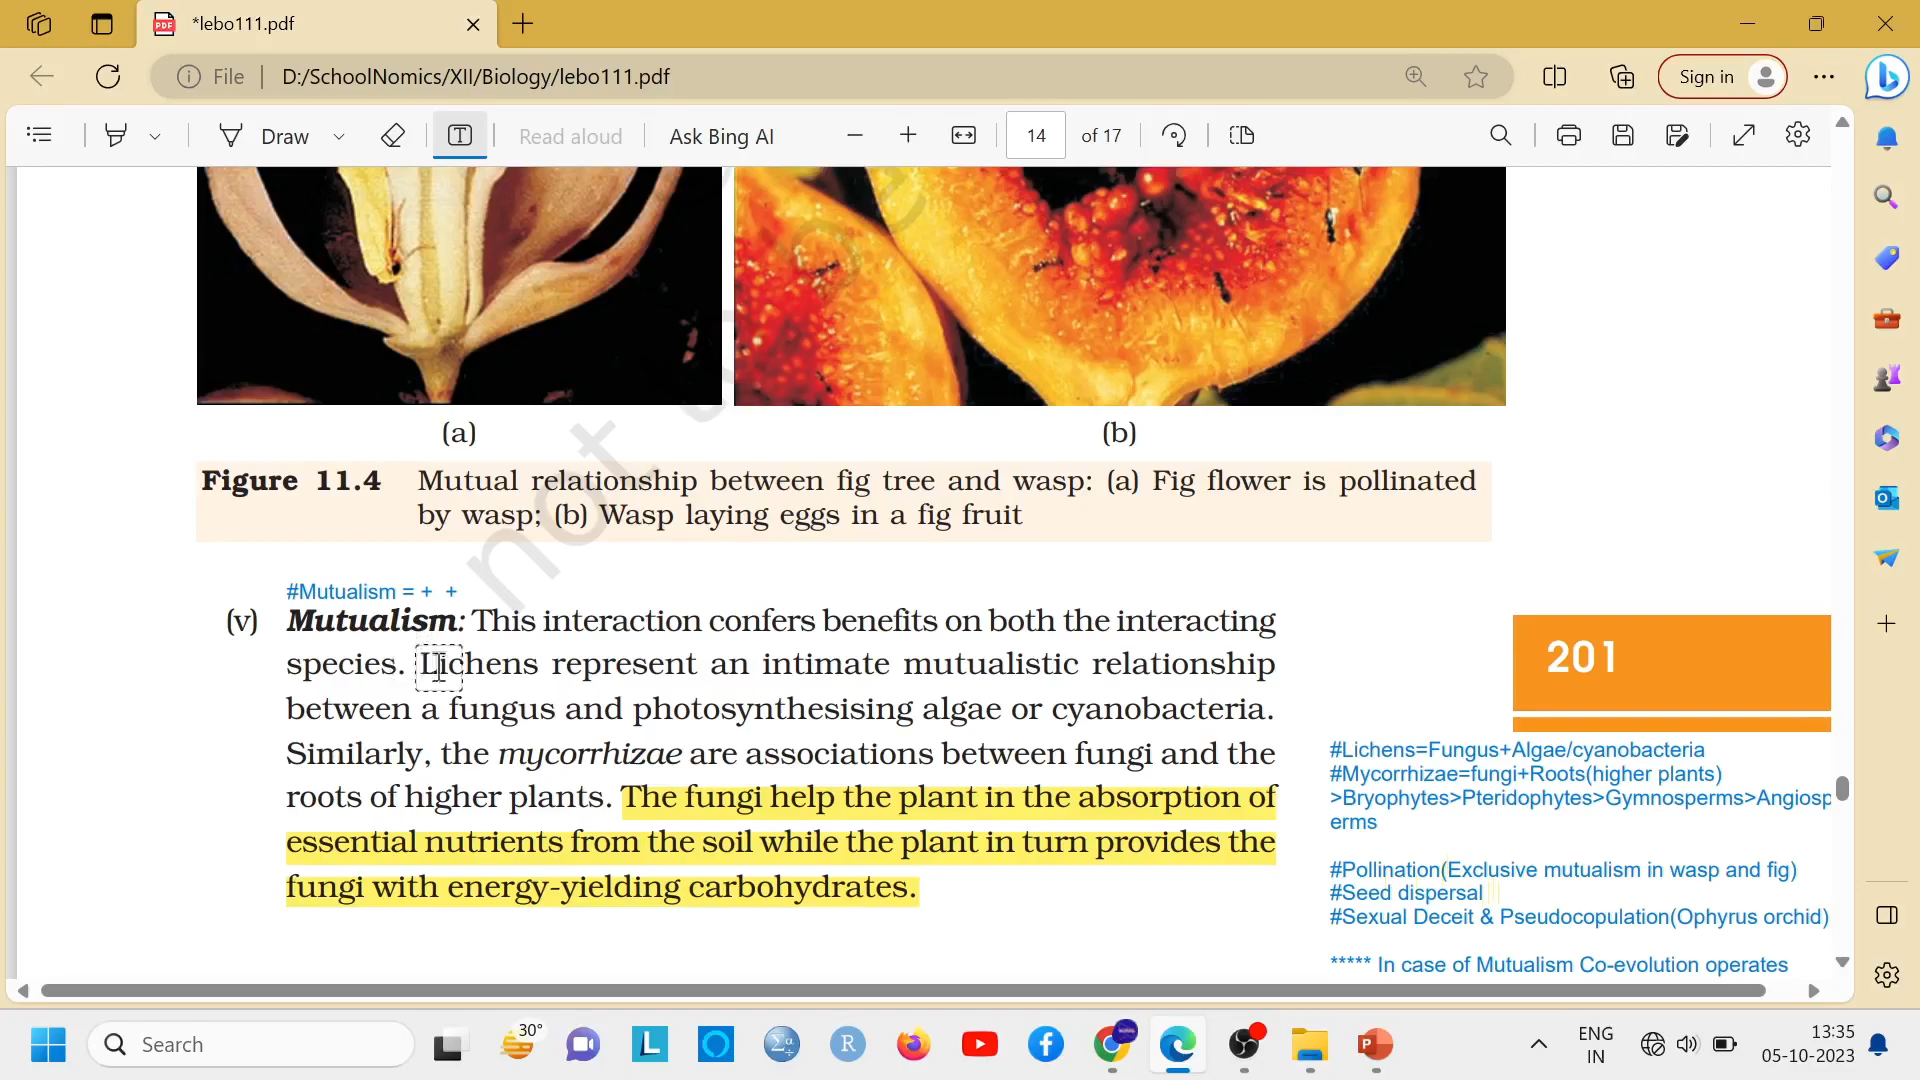 *lebo111.pdf
File
D:/SchoolNomics/XII/Biology/lebo111.pdf
Sign in
Draw
Read aloud
Ask Bing AI
14 of 17
(a)
(b)
Figure 11.4 Mutual relationship between fig tree and wasp: (a) Fig flower is pollinated
by wasp; (b) Wasp laying eggs in a fig fruit
not
#Mutualism = + +
(v) Mutualism: This interaction confers benefits on both the interacting
species. Lichens represent an intimate mutualistic relationship
between a fungus and photosynthesising algae or cyanobacteria.
Similarly, the mycorrhizae are associations between fungi and the
roots of higher plants. The fungi help the plant in the absorption of
essential nutrients from the soil while the plant in turn provides the
fungi with energy-yielding carbohydrates.
201
#Lichens=Fungus+Algae/cyanobacteria
#Mycorrhizae=fungi+Roots(higher plants)
>Bryophytes>Pteridophytes>Gymnosperms>Angiosp
erms
#Pollination(Exclusive mutualism in wasp and fig)
#Seed dispersal
#Sexual Deceit & Pseudocopulation(Ophyrus orchid)
***** In case of Mutualism Co-evolution operates
Search
30°
ENG
IN
13:35
05-10-2023